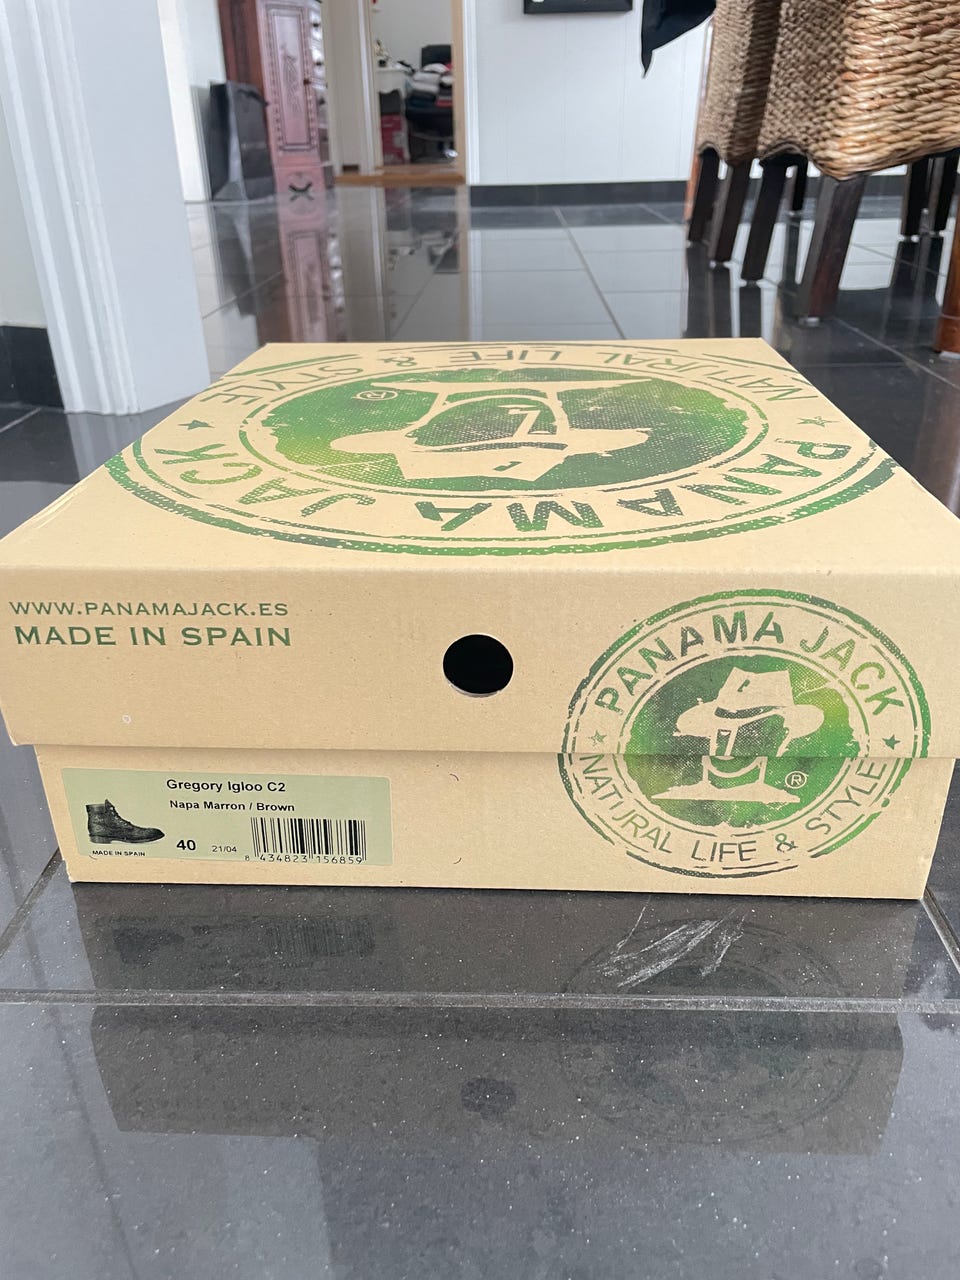 PANAMA JACK
NATURAL LIFE & STYLE
®
WWW.PANAMAJACK.ES
MADE IN SPAIN
PANAMA JACK
®
NATURAL LIFE & STYLE
Gregory Igloo C2
Napa Marron / Brown
40
21/04
MADE IN SPAIN
8 434823 156859